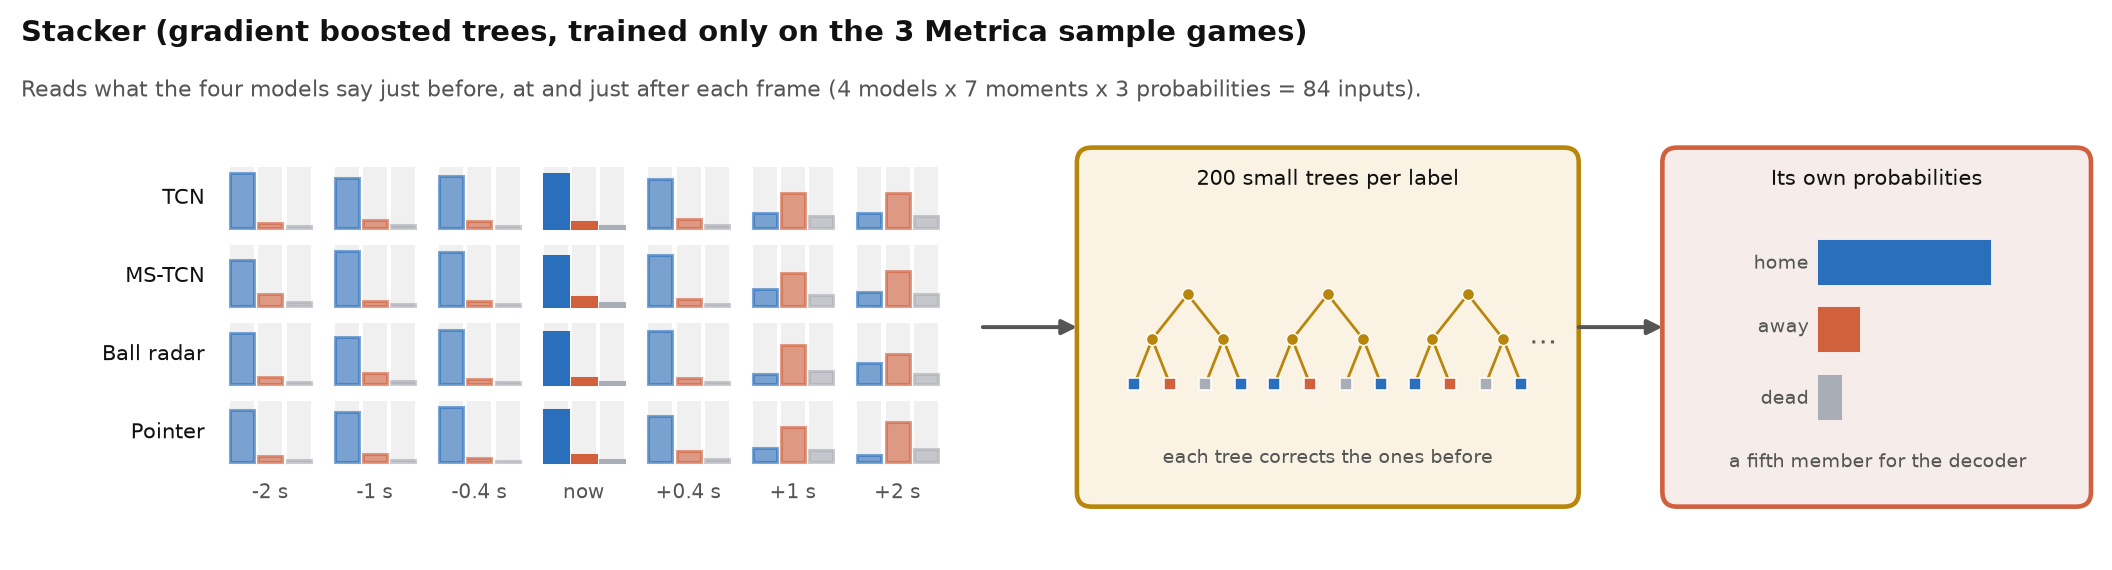 Stacker (gradient boosted trees, trained only on the 3 Metrica sample games)
Reads what the four models say just before, at and just after each frame (4 models x 7 moments x 3 probabilities = 84 inputs).
TCN
MS-TCN
Ball radar
Pointer
-2 s
-1 s
-0.4 s
now
+0.4 s
+1 s
+2 s
200 small trees per label
...
each tree corrects the ones before
Its own probabilities
home
away
dead
a fifth member for the decoder